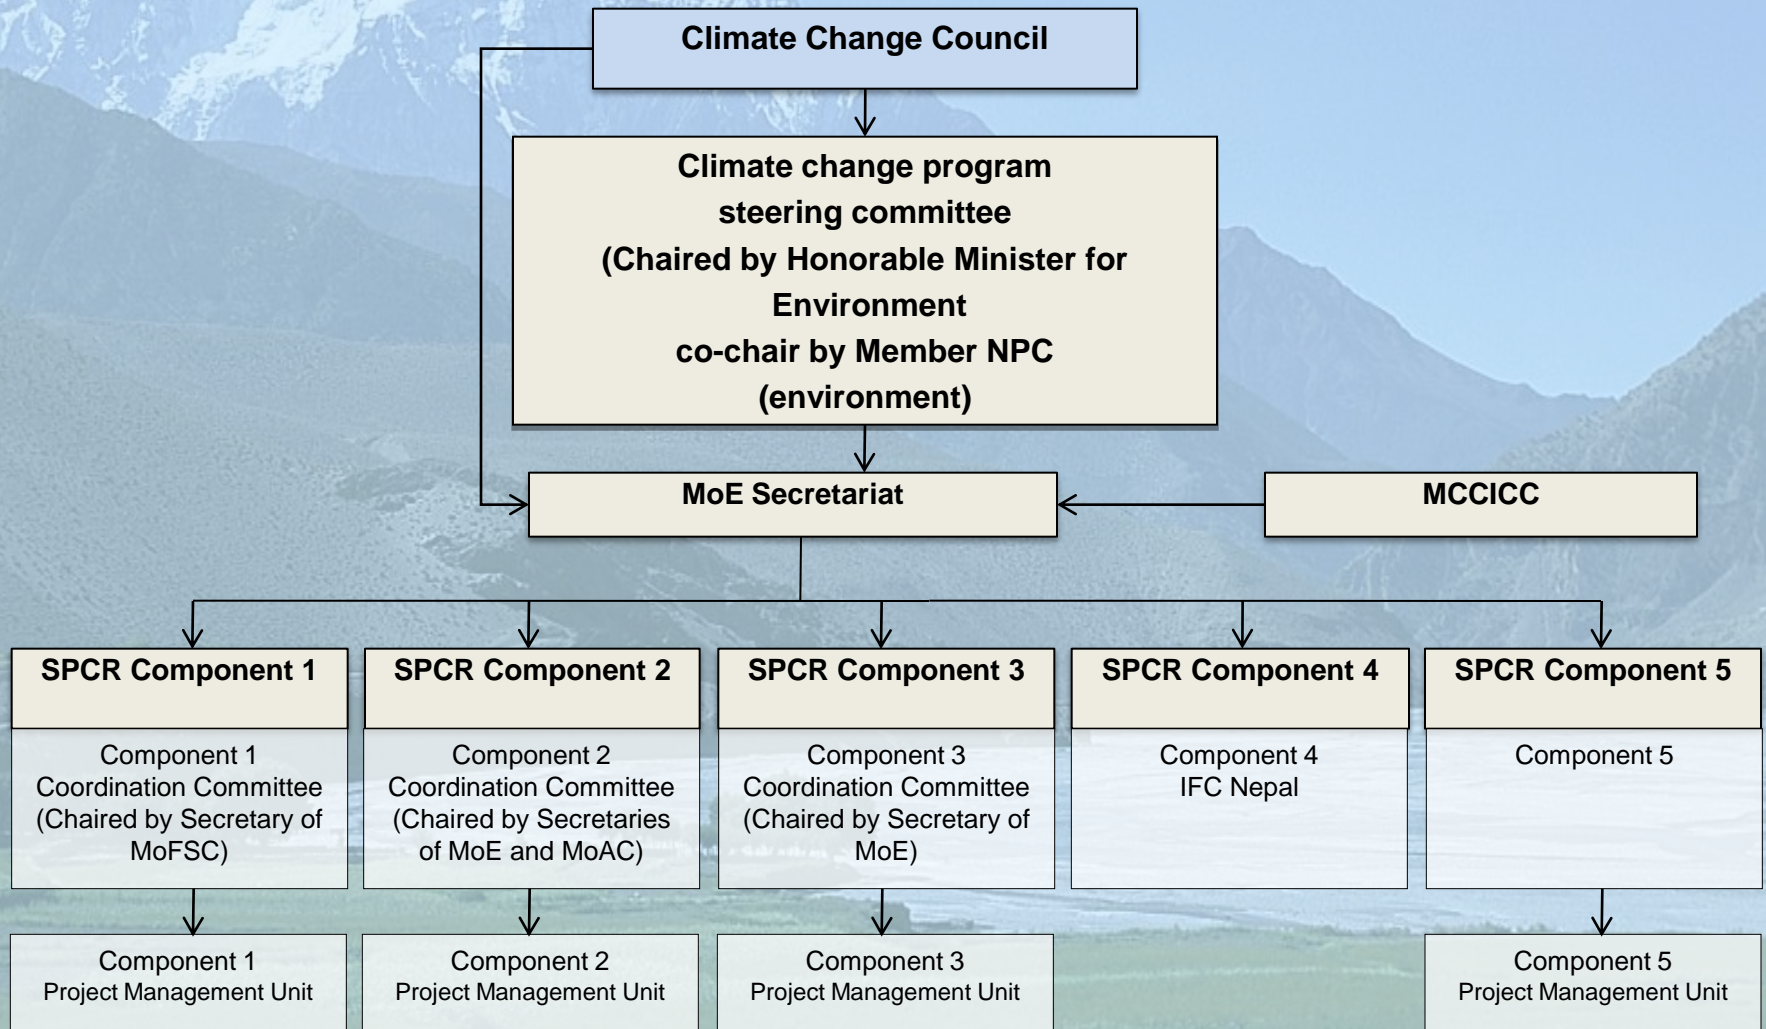 Climate Change Council
Climate change program
steering committee
(Chaired by Honorable Minister for
Environment
co-chair by Member NPC
(environment)
MoE Secretariat
MCCICC
SPCR Component 1
SPCR Component 2
SPCR Component 3
SPCR Component 4
SPCR Component 5
Component 1
Coordination Committee
(Chaired by Secretary of
MoFSC)
Component 2
Coordination Committee
(Chaired by Secretaries
of MoE and MoAC)
Component 3
Coordination Committee
(Chaired by Secretary of
MoE)
Component 4
IFC Nepal
Component 5
Component 1
Project Management Unit
Component 2
Project Management Unit
Component 3
Project Management Unit
Component 5
Project Management Unit